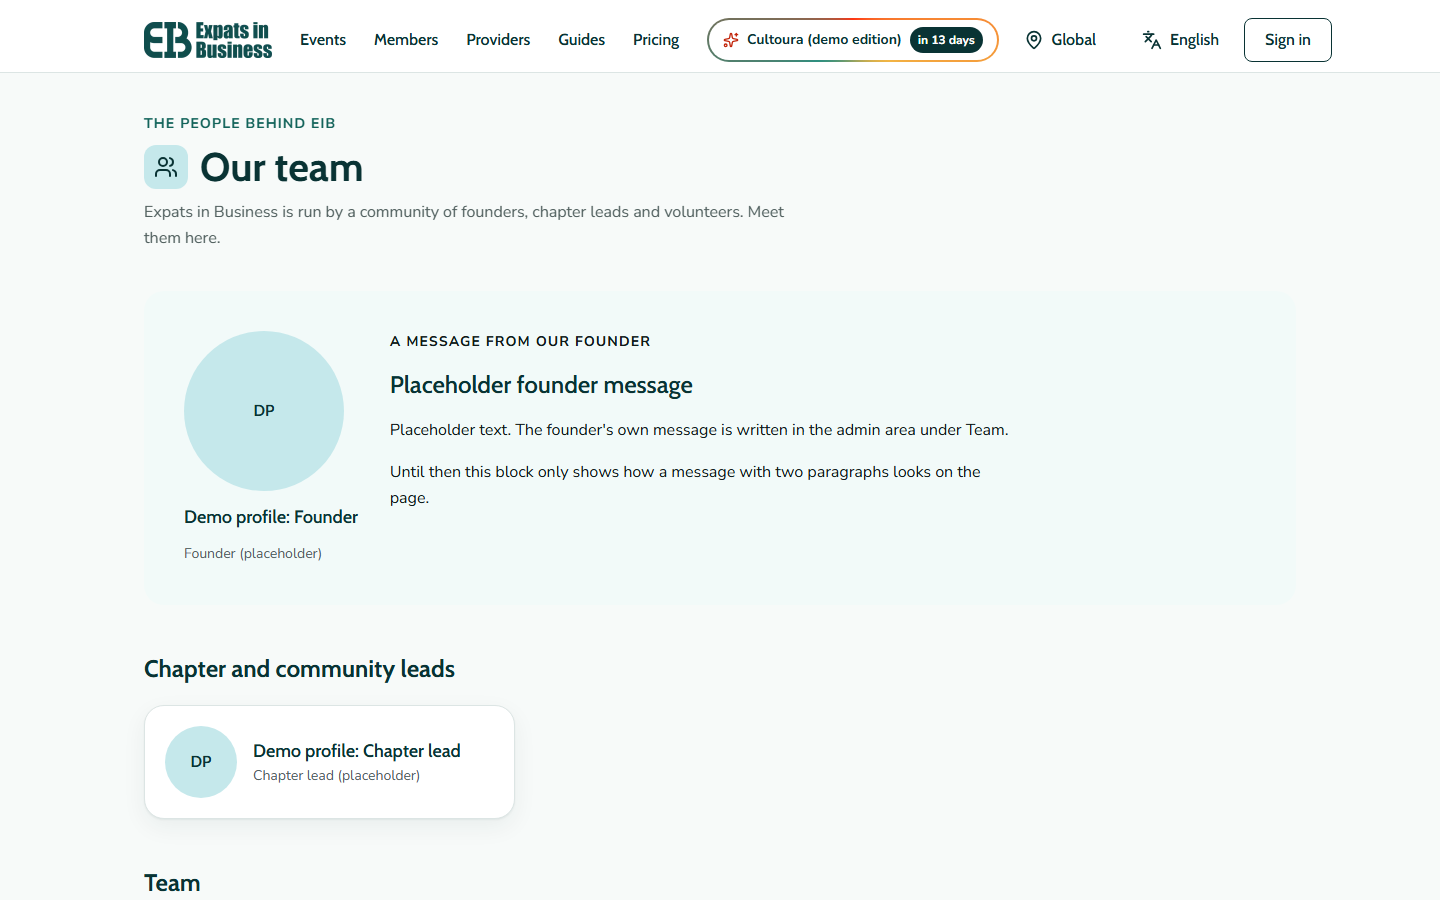 EIB Expats in Business
Events
Members
Providers
Guides
Pricing
Cultoura (demo edition) in 13 days
Global
English
Sign in
THE PEOPLE BEHIND EIB
Our team
Expats in Business is run by a community of founders, chapter leads and volunteers. Meet
them here.
DP
Demo profile: Founder
Founder (placeholder)
A MESSAGE FROM OUR FOUNDER
Placeholder founder message
Placeholder text. The founder's own message is written in the admin area under Team.
Until then this block only shows how a message with two paragraphs looks on the
page.
Chapter and community leads
DP
Demo profile: Chapter lead
Chapter lead (placeholder)
Team